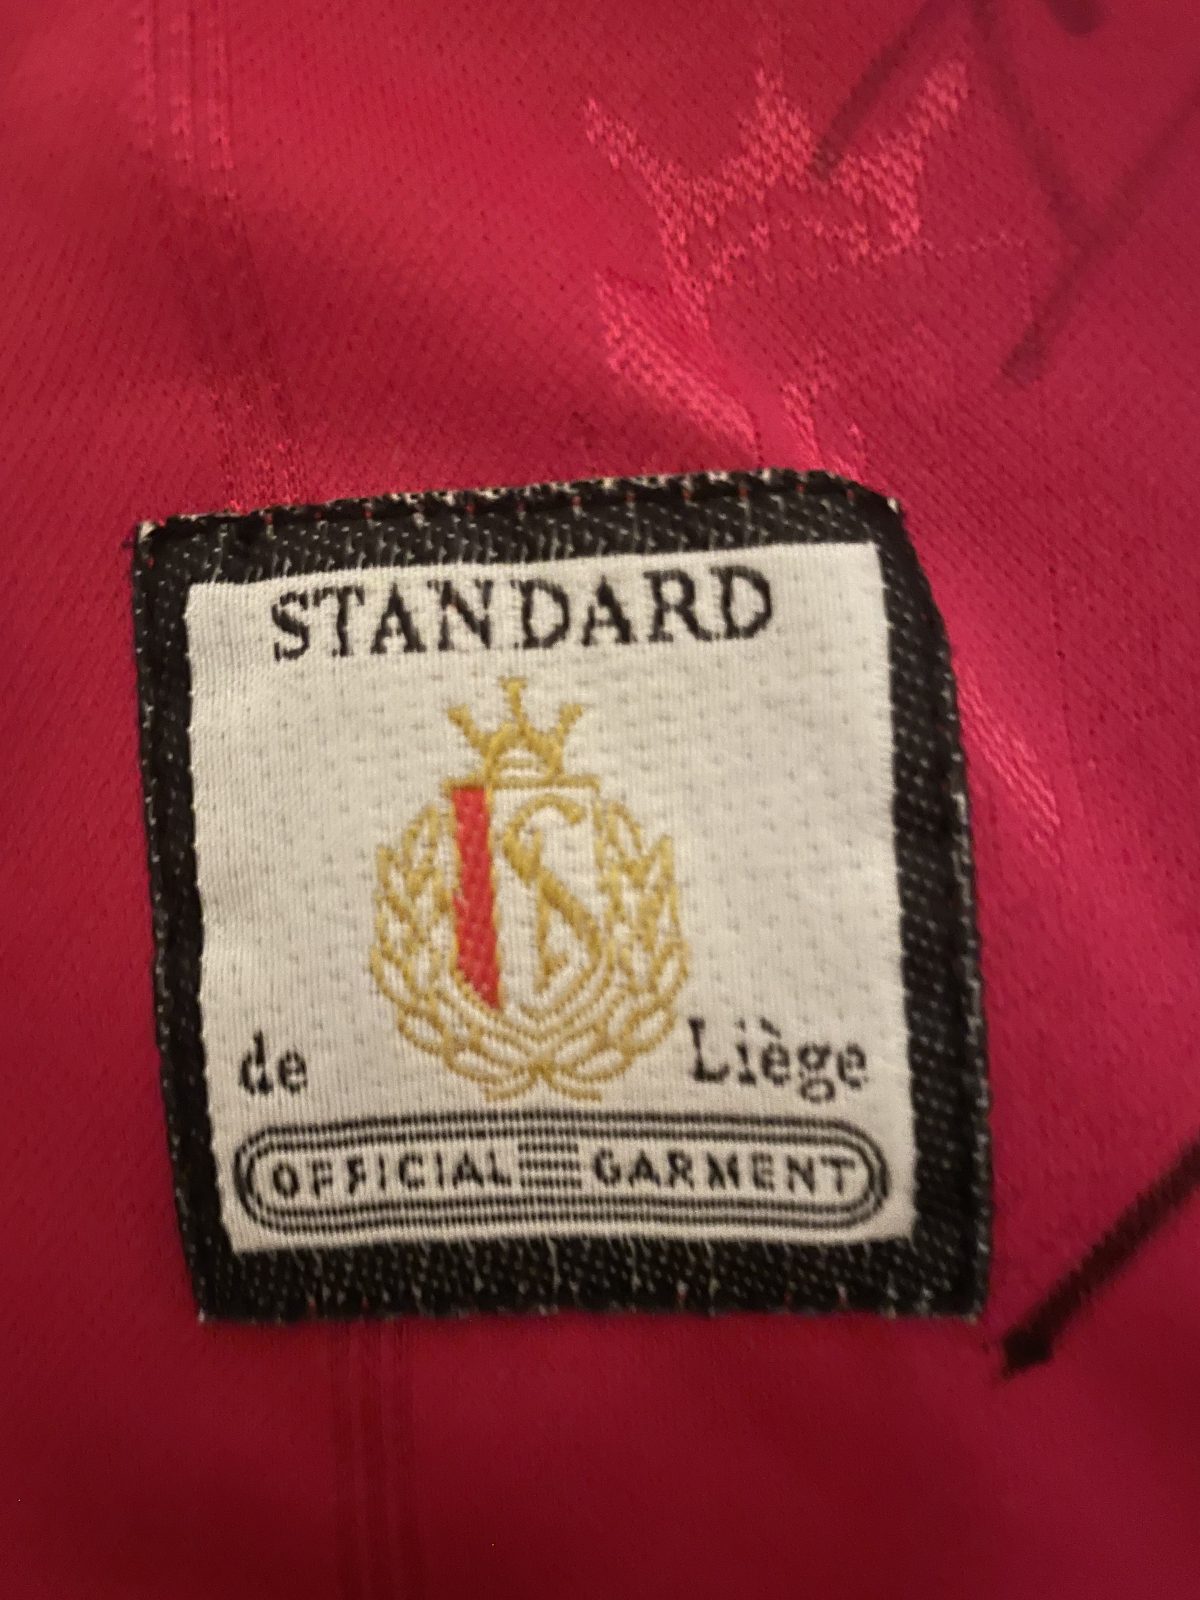 STANDARD
de Liège
OFFICIAL GARMENT